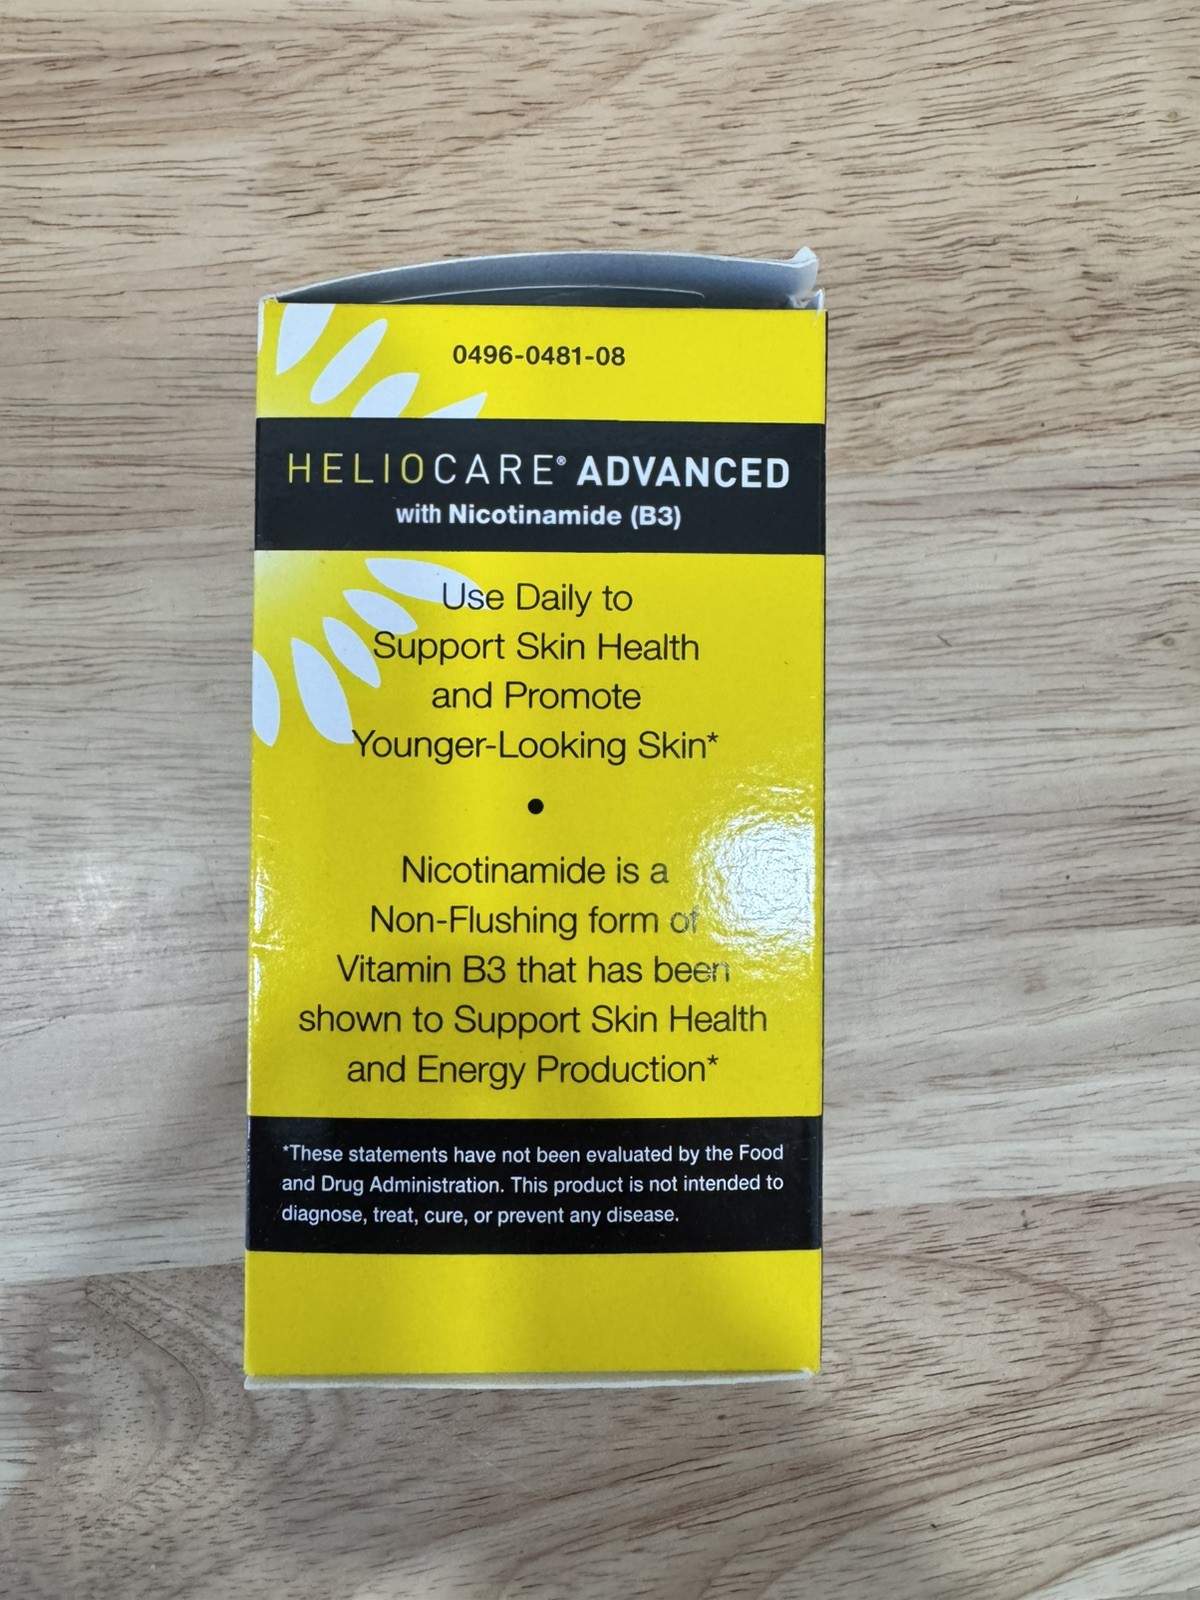 0496-0481-08
HELIOCARE® ADVANCED
with Nicotinamide (B3)
Use Daily to
Support Skin Health
and Promote
Younger-Looking Skin*
•
Nicotinamide is a
Non-Flushing form of
Vitamin B3 that has been
shown to Support Skin Health
and Energy Production*
*These statements have not been evaluated by the Food
and Drug Administration. This product is not intended to
diagnose, treat, cure, or prevent any disease.